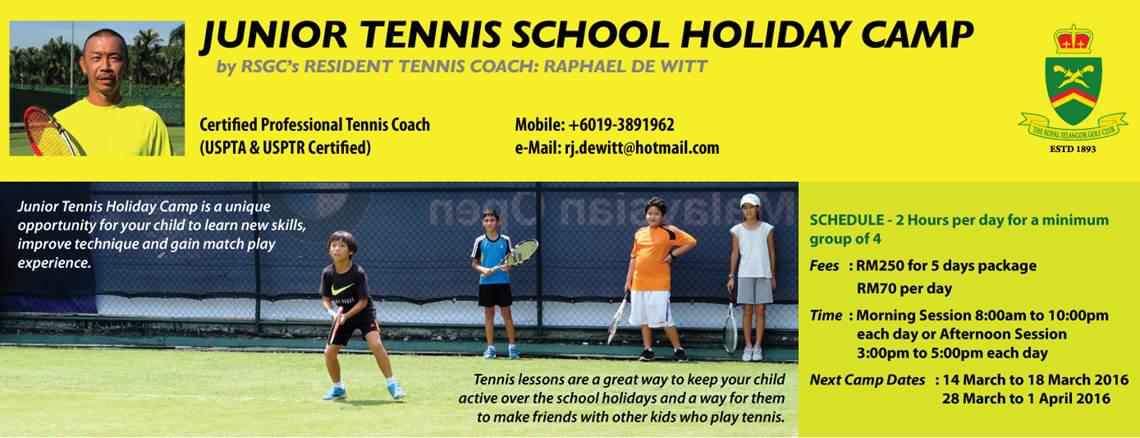 JUNIOR TENNIS SCHOOL HOLIDAY CAMP
by RSGC's RESIDENT TENNIS COACH: RAPHAEL DE WITT
Certified Professional Tennis Coach
(USPTA & USPTR Certified)
Mobile: +6019-3891962
e-Mail: rj.dewitt@hotmail.com
THE ROYAL SELANGOR GOLF CLUB
ESTD 1893
Junior Tennis Holiday Camp is a unique
opportunity for your child to learn new skills,
improve technique and gain match play
experience.
Malaysian Open
Tennis lessons are a great way to keep your child
active over the school holidays and a way for them
to make friends with other kids who play tennis.
SCHEDULE - 2 Hours per day for a minimum
group of 4
Fees : RM250 for 5 days package
RM70 per day
Time : Morning Session 8:00am to 10:00pm
each day or Afternoon Session
3:00pm to 5:00pm each day
Next Camp Dates : 14 March to 18 March 2016
28 March to 1 April 2016